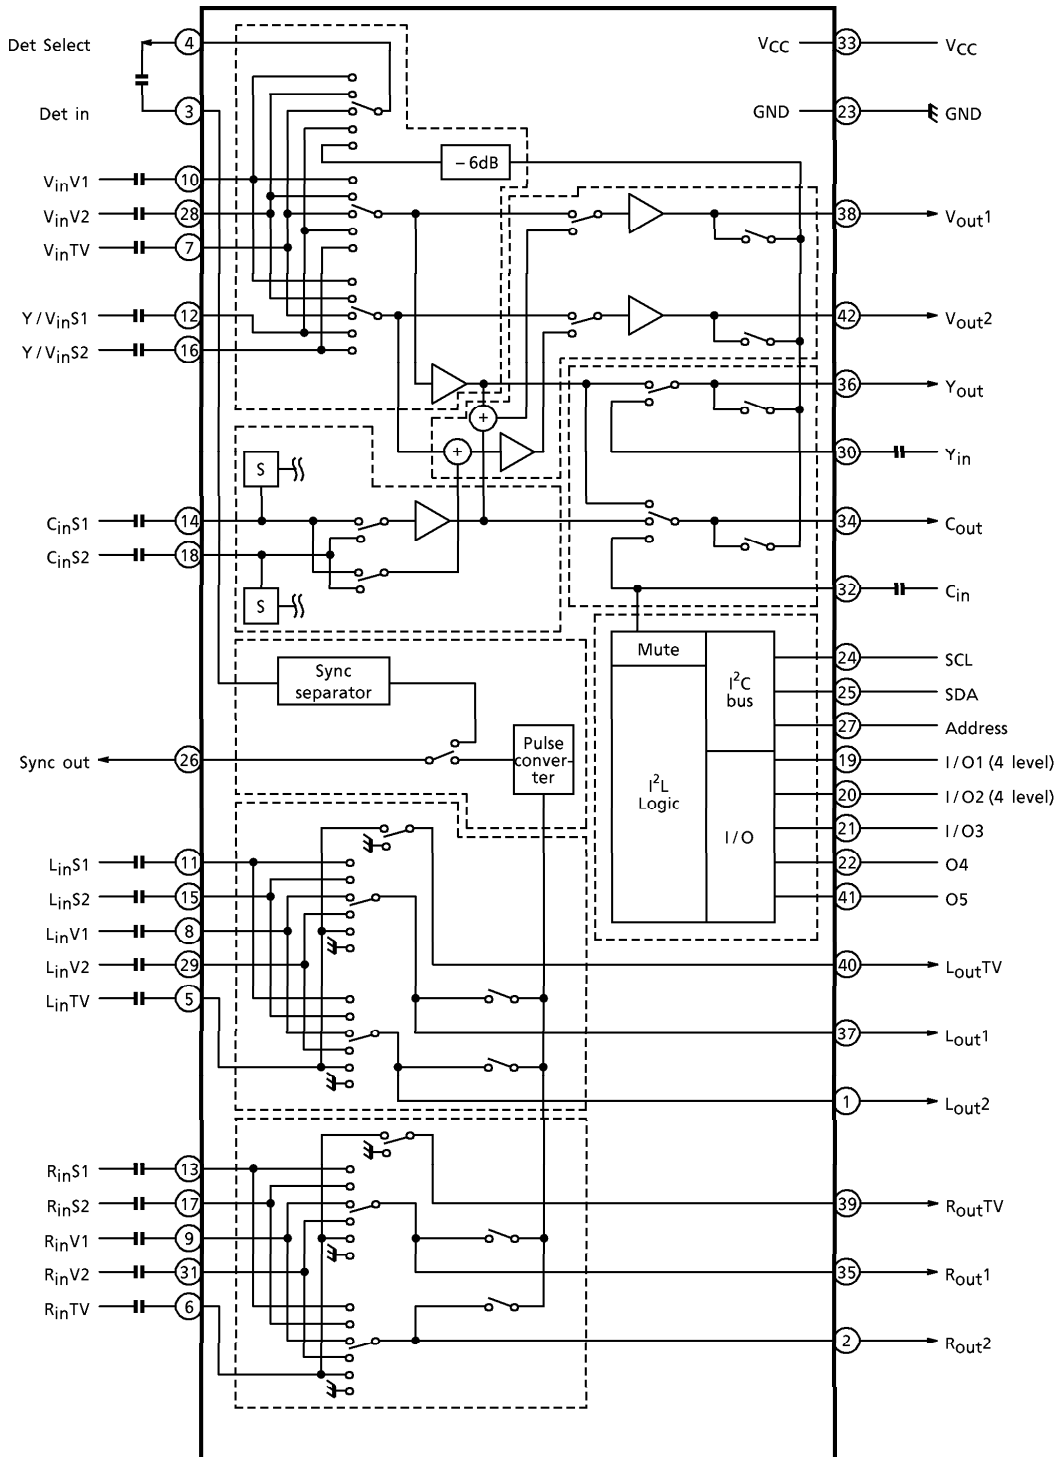 Det Select
4
VCC
33
VCC
Det in
3
GND
23
GND
– 6dB
VinV1
10
VinV2
28
38
Vout1
VinTV
7
Y / VinS1
12
42
Vout2
Y / VinS2
16
36
Yout
+
+
30
Yin
S
CinS1
14
34
Cout
CinS2
18
32
Cin
S
Mute
24
SCL
Sync
separator
I2C
bus
25
SDA
27
Address
Sync out
26
Pulse
conver-
ter
19
I / O1 (4 level)
I2L
Logic
20
I / O2 (4 level)
I / O
21
I / O3
LinS1
11
22
O4
LinS2
15
41
O5
LinV1
8
LinV2
29
40
LoutTV
LinTV
5
37
Lout1
1
Lout2
RinS1
13
RinS2
17
39
RoutTV
RinV1
9
RinV2
31
35
Rout1
RinTV
6
2
Rout2